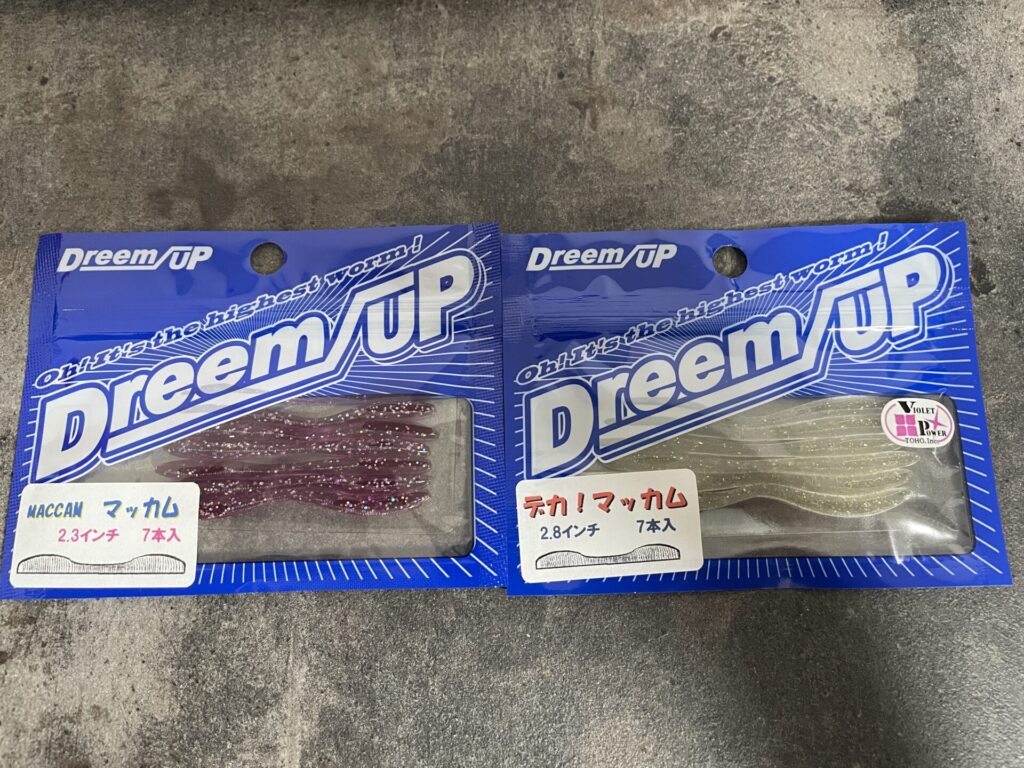 Dreem UP
Oh! It's the highest worm!
Dreem UP
MACCAM マッカム
2.3インチ 7本入
Dreem UP
Oh! It's the highest worm!
Dreem UP
VIOLET
POWER
TOHO.Inc
デカ!マッカム
2.8インチ 7本入